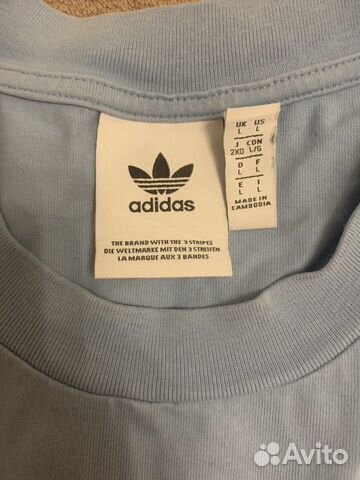 adidas
THE BRAND WITH THE 3 STRIPES
DIE WELTMARKE MIT DEN 3 STREIFEN
LA MARQUE AUX 3 BANDES
UK US
L L
J CDN
2XO L/G
D F
L L
E I
L L
MADE IN
CAMBODIA
Avito